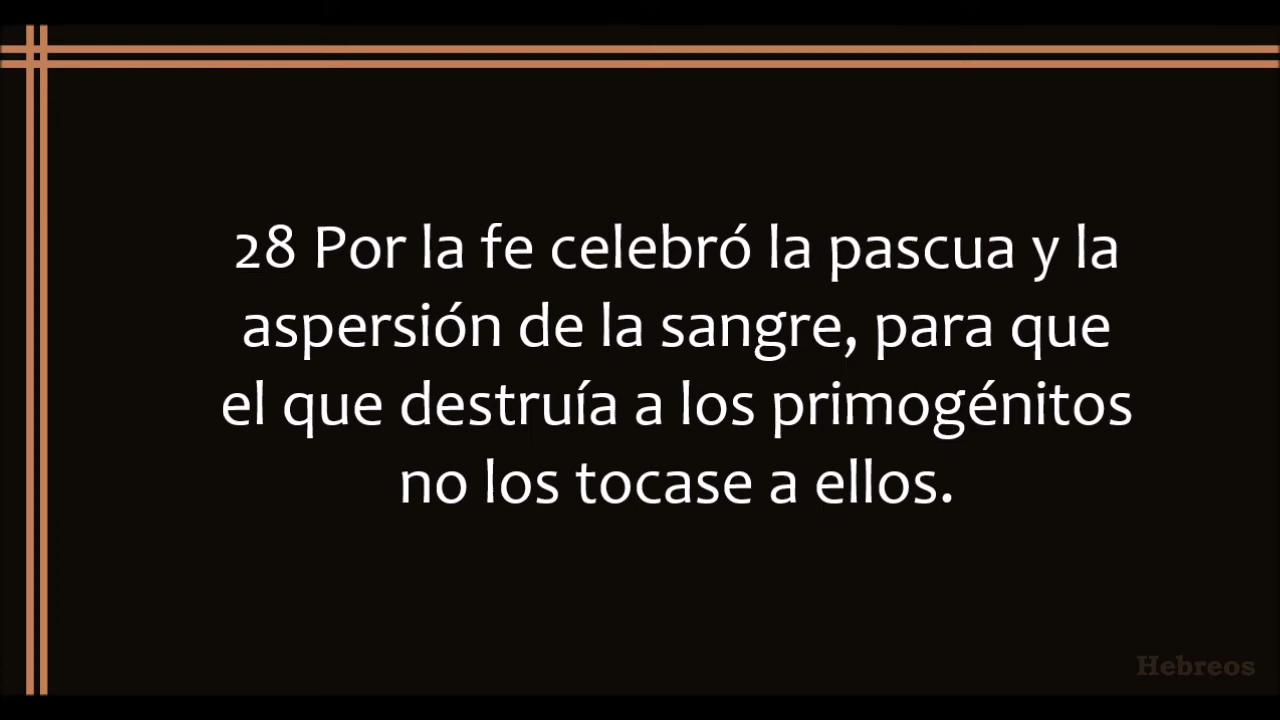 28 Por la fe celebró la pascua y la
aspersión de la sangre, para que
el que destruía a los primogénitos
no los tocase a ellos.
Hebreos